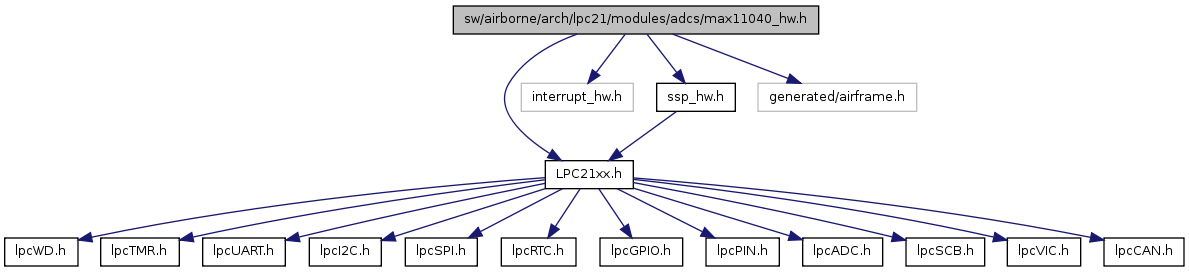 sw/airborne/arch/lpc21/modules/adcs/max11040_hw.h
interrupt_hw.h
ssp_hw.h
generated/airframe.h
LPC21xx.h
lpcWD.h
lpcTMR.h
lpcUART.h
lpcI2C.h
lpcSPI.h
lpcRTC.h
lpcGPIO.h
lpcPIN.h
lpcADC.h
lpcSCB.h
lpcVIC.h
lpcCAN.h